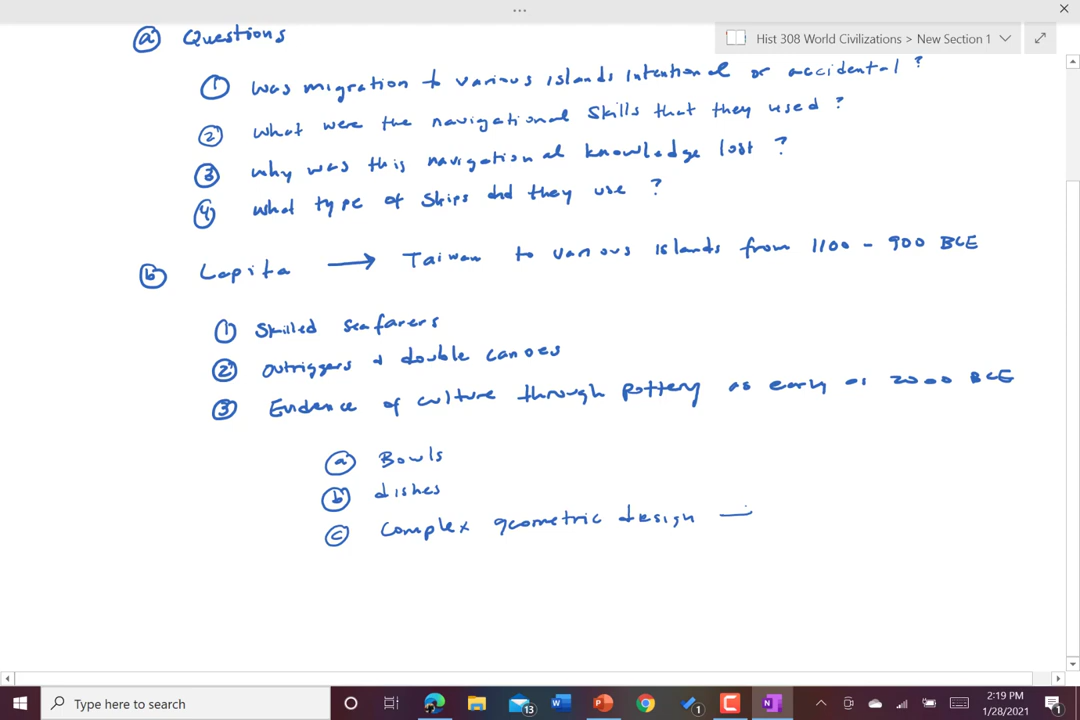 ...
Hist 308 World Civilizations > New Section 1
(a) Questions
(1) Was migration to various islands intentional or accidental?
(2) What were the navigational skills that they used?
(3) Why was this navigational knowledge lost?
(4) What type of ships did they use?
(b) Lapita → Taiwan to various islands from 1100 - 900 BCE
(1) Skilled seafarers
(2) outriggers + double canoes
(3) Evidence of culture through pottery as early as 2000 BCE
(a) Bowls
(b) dishes
(c) Complex geometric design —
Type here to search
13
1
2:19 PM
1/28/2021
1